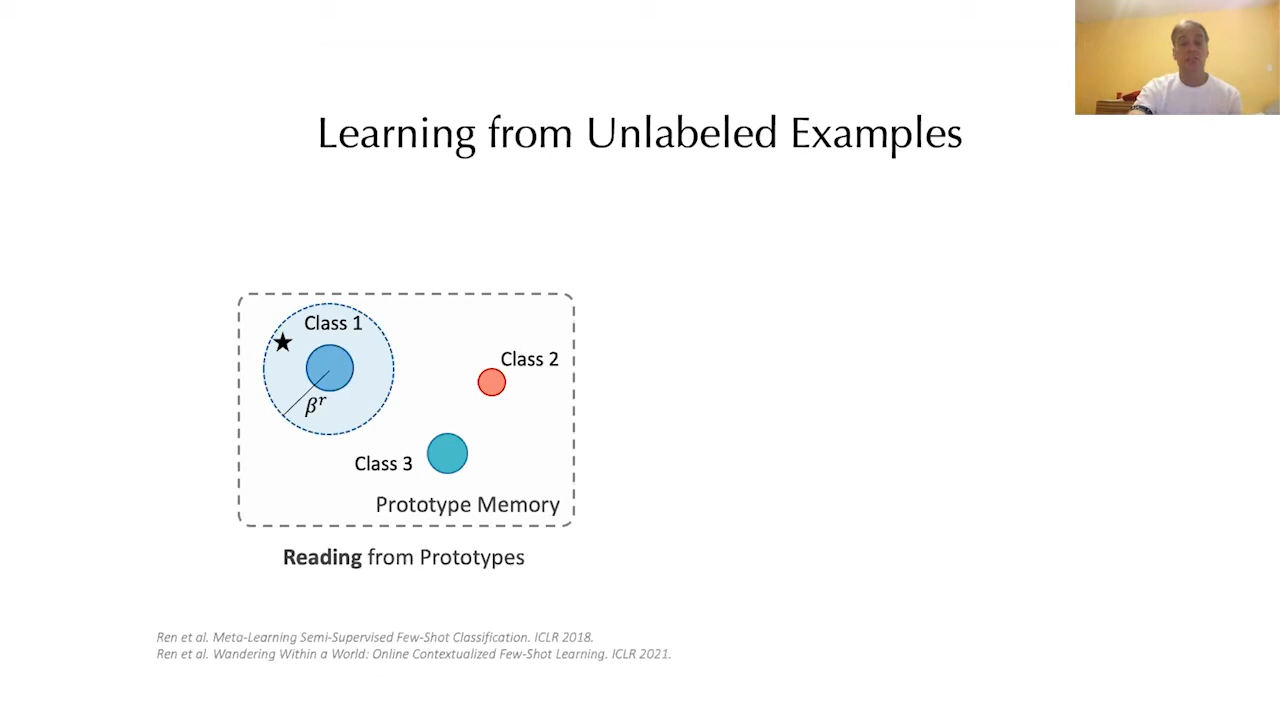 Learning from Unlabeled Examples
Class 1
Class 2
βʳ
Class 3
Prototype Memory
Reading from Prototypes
Ren et al. Meta-Learning Semi-Supervised Few-Shot Classification. ICLR 2018.
Ren et al. Wandering Within a World: Online Contextualized Few-Shot Learning. ICLR 2021.